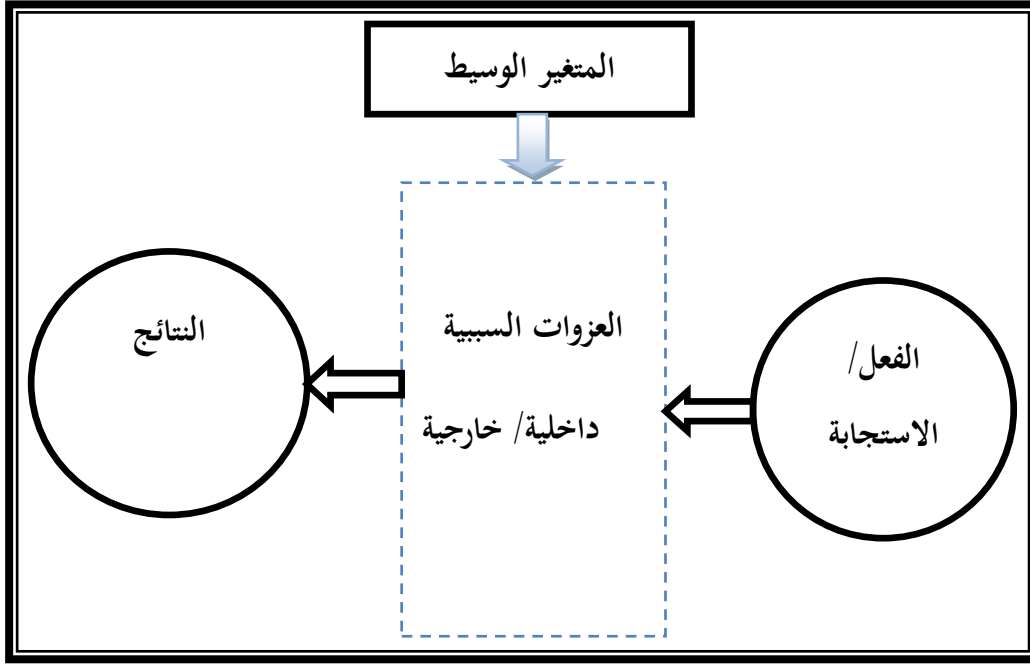 المتغير الوسيط
الفعل/
الاستجابة
العزوات السببية
داخلية/ خارجية
النتائج